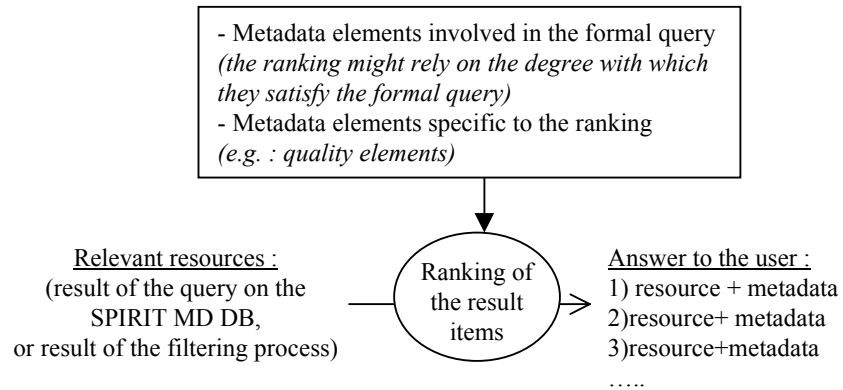 - Metadata elements involved in the formal query
(the ranking might rely on the degree with which
they satisfy the formal query)
- Metadata elements specific to the ranking
(e.g. : quality elements)
Relevant resources :
(result of the query on the
SPIRIT MD DB,
or result of the filtering process)
Ranking of
the result
items
Answer to the user :
1) resource + metadata
2)resource+ metadata
3)resource+metadata
…..